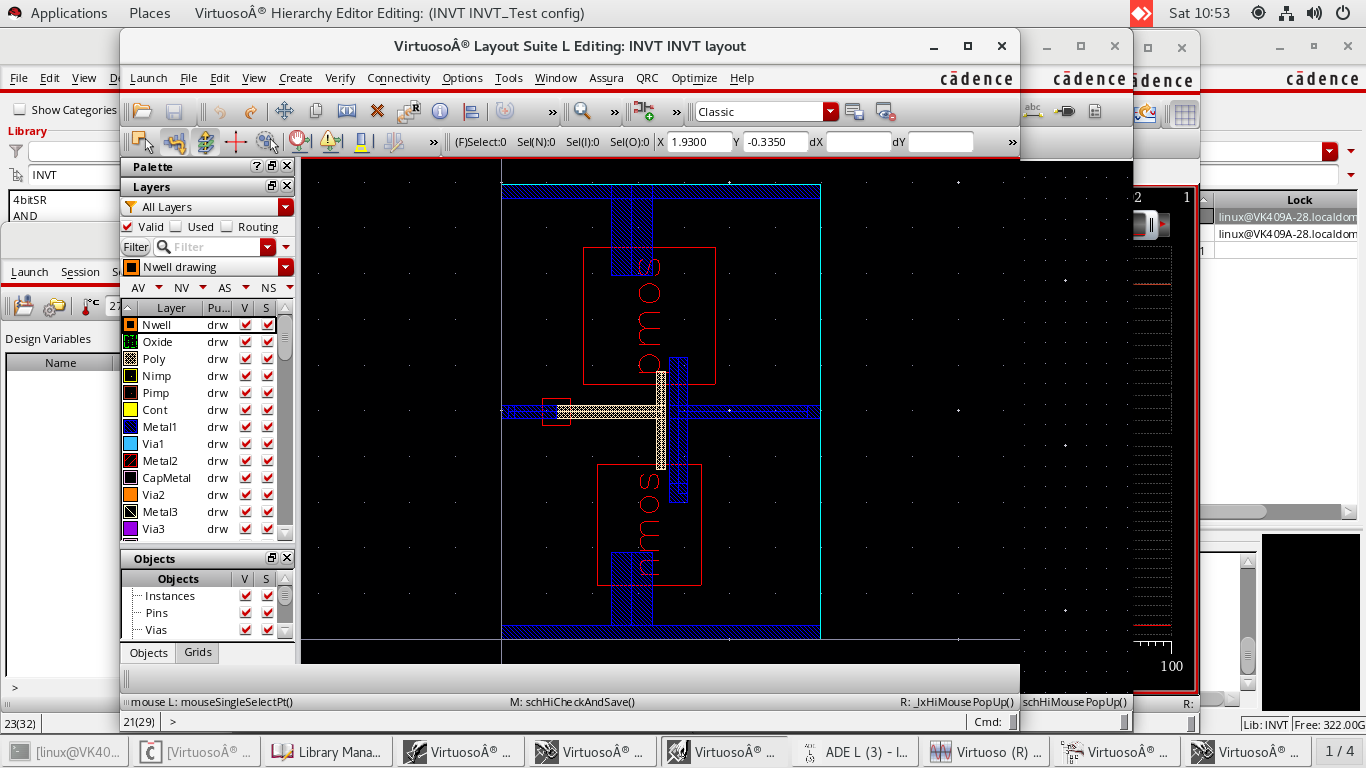 Applications Places VirtuosoÂ® Hierarchy Editor Editing: (INVT INVT_Test config) Sat 10:53
VirtuosoÂ® Layout Suite L Editing: INVT INVT layout
File Edit View
Launch File Edit View Create Verify Connectivity Options Tools Window Assura QRC Optimize Help cādence
cādence
cādence
Show Categories
Library
INVT
4bitSR
AND
Launch Session
Design Variables
Name
>
23(32)
Classic
(F)Select:0 Sel(N):0 Sel(I):0 Sel(O):0 X 1.9300 Y -0.3350 dX dY
Palette
Layers
All Layers
Valid Used Routing
Filter Filter
Nwell drawing
AV NV AS NS
Layer Pu... V S
Nwell drw
Oxide drw
Poly drw
Nimp drw
Pimp drw
Cont drw
Metal1 drw
Via1 drw
Metal2 drw
CapMetal drw
Via2 drw
Metal3 drw
Via3 drw
Objects
Objects V S
Instances
Pins
Vias
Objects Grids
pmos
nmos
mouse L: mouseSingleSelectPt() M: schHiCheckAndSave() R: _lxHiMousePopUp()
21(29) > Cmd:
schHiMousePopUp()
R:
abc
2 1
100
Lock
linux@VK409A-28.localdom
linux@VK409A-28.localdom
Lib: INVT Free: 322.00G
[linux@VK40... [VirtuosoÂ® ... Library Mana... VirtuosoÂ® ... VirtuosoÂ® ... VirtuosoÂ® ... ADE L (3) - I... Virtuoso (R) ... VirtuosoÂ® ... VirtuosoÂ® ... 1 / 4